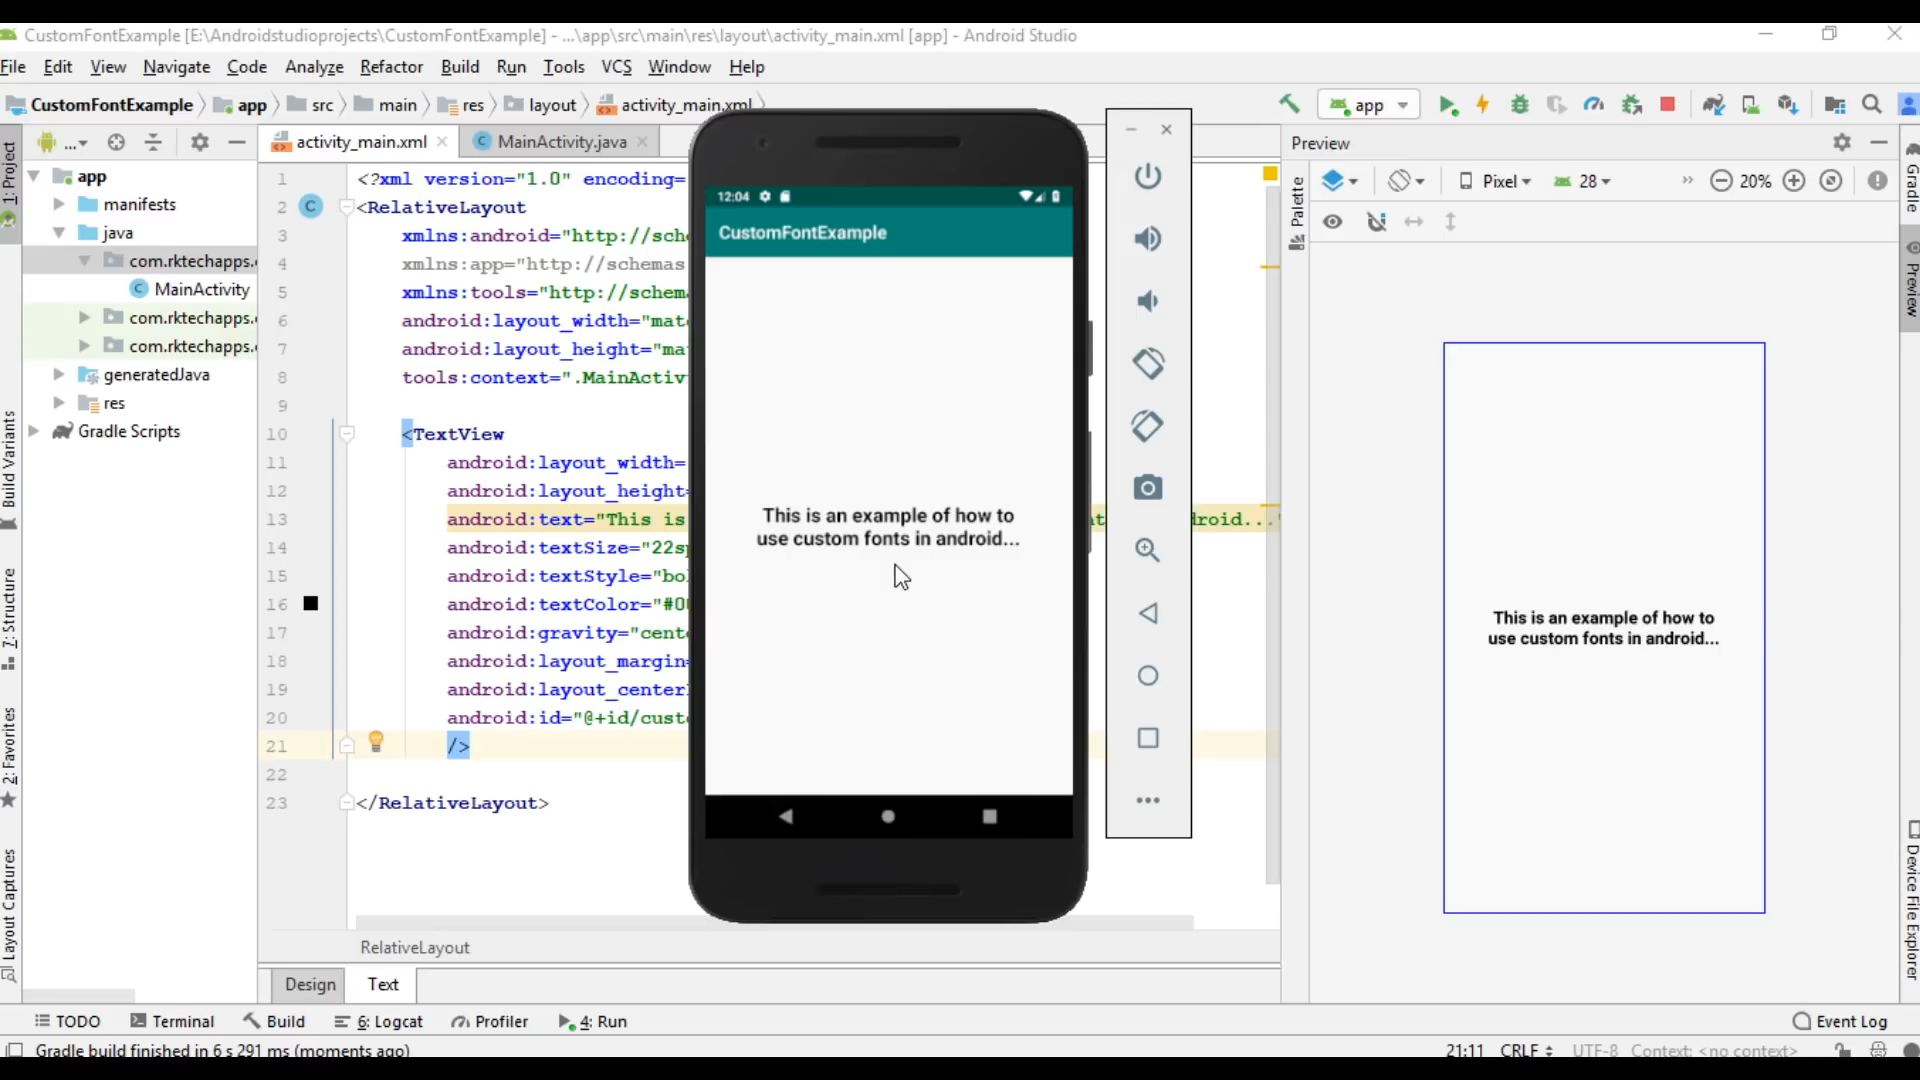 CustomFontExample [E:\Androidstudioprojects\CustomFontExample] - ...\app\src\main\res\layout\activity_main.xml [app] - Android Studio
File Edit View Navigate Code Analyze Refactor Build Run Tools VCS Window Help
CustomFontExample app src main res layout activity_main.xml app
... activity_main.xml MainActivity.java Preview
1: Project
app
manifests
java
com.rktechapps.
MainActivity
com.rktechapps.
com.rktechapps.
generatedJava
res
Gradle Scripts
Build Variants
7: Structure
2: Favorites
Layout Captures
1 <?xml version="1.0" encoding=
2 <RelativeLayout
3 xmlns:android="http://sch
4 xmlns:app="http://schemas
5 xmlns:tools="http://schem
6 android:layout_width="mat
7 android:layout_height="ma
8 tools:context=".MainActiv
9
10 <TextView
11 android:layout_width=
12 android:layout_height=
13 android:text="This is droid...
14 android:textSize="22s
15 android:textStyle="bo
16 android:textColor="#0
17 android:gravity="cent
18 android:layout_margin
19 android:layout_center
20 android:id="@+id/cust
21 />
22
23 </RelativeLayout>
12:04
CustomFontExample
This is an example of how to
use custom fonts in android...
Palette
Pixel 28 20%
This is an example of how to
use custom fonts in android...
Gradle
Preview
Device File Explorer
RelativeLayout
Design Text
TODO Terminal Build 6: Logcat Profiler 4: Run Event Log
Gradle build finished in 6 s 291 ms (moments ago) 21:11 CRLF UTF-8 Context: <no context>